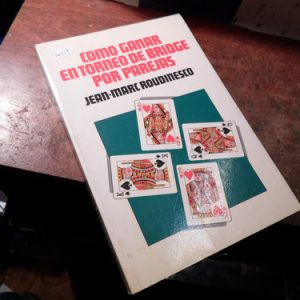 COMO GANAR
EN TORNEO DE BRIDGE
POR PAREJAS
JEAN-MARC ROUDINESCO